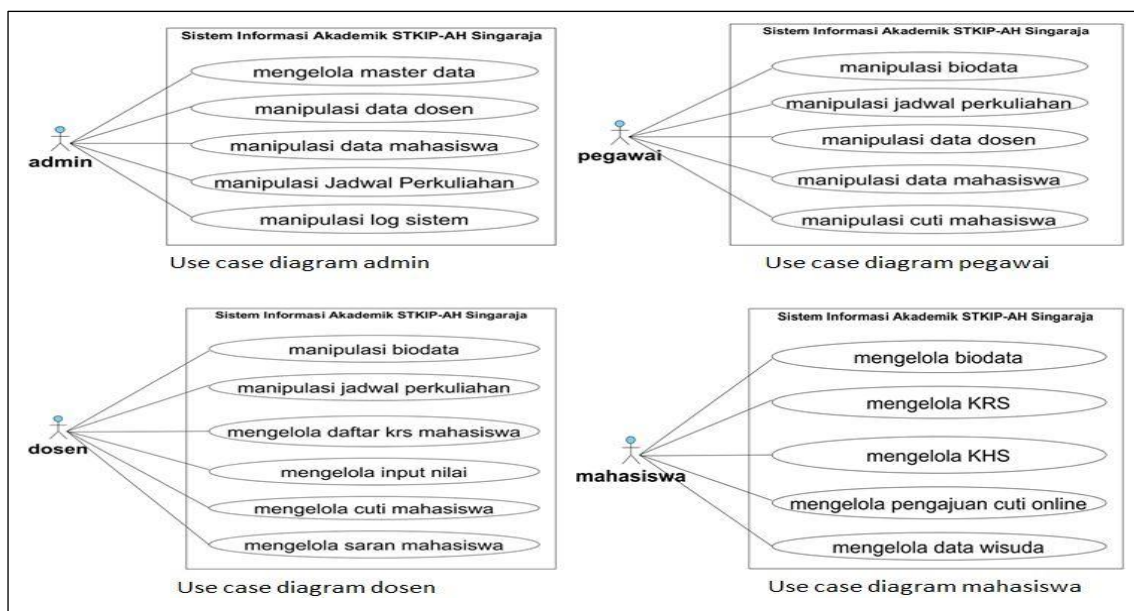 Sistem Informasi Akademik STKIP-AH Singaraja
mengelola master data
manipulasi data dosen
manipulasi data mahasiswa
manipulasi Jadwal Perkuliahan
manipulasi log sistem
admin
Use case diagram admin
Sistem Informasi Akademik STKIP-AH Singaraja
manipulasi biodata
manipulasi jadwal perkuliahan
manipulasi data dosen
manipulasi data mahasiswa
manipulasi cuti mahasiswa
pegawai
Use case diagram pegawai
Sistem Informasi Akademik STKIP-AH Singaraja
manipulasi biodata
manipulasi jadwal perkuliahan
mengelola daftar krs mahasiswa
mengelola input nilai
mengelola cuti mahasiswa
mengelola saran mahasiswa
dosen
Use case diagram dosen
Sistem Informasi Akademik STKIP-AH Singaraja
mengelola biodata
mengelola KRS
mengelola KHS
mengelola pengajuan cuti online
mengelola data wisuda
mahasiswa
Use case diagram mahasiswa